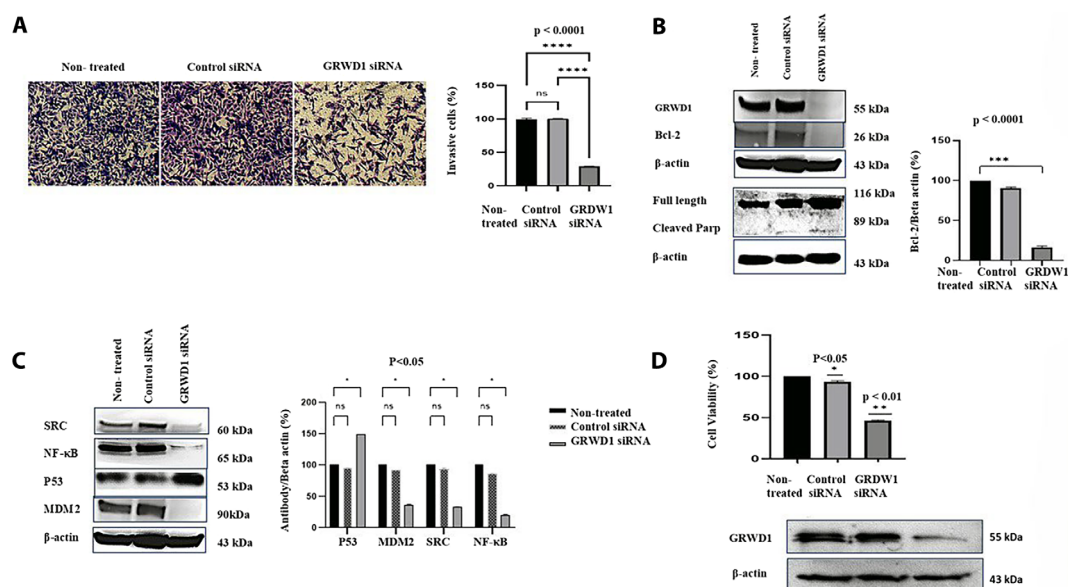 A
Non- treated
Control siRNA
GRWD1 siRNA
p < 0.0001
****
****
ns
Invasive cells (%)
150
100
50
0
Non-
treated
Control
siRNA
GRDW1
siRNA
B
Non- treated
Control siRNA
GRWD1 siRNA
GRWD1
55 kDa
Bcl-2
26 kDa
β-actin
43 kDa
Full length
116 kDa
89 kDa
Cleaved Parp
β-actin
43 kDa
p < 0.0001
***
Bcl-2/Beta actin (%)
150
100
50
0
Non-
treated
Control
siRNA
GRDW1
siRNA
C
Non- treated
Control siRNA
GRWD1 siRNA
SRC
60 kDa
NF-κB
65 kDa
P53
53 kDa
MDM2
90kDa
β-actin
43 kDa
P<0.05
* * * *
ns ns ns ns
Antibody/Beta actin (%)
200
150
100
50
0
P53 MDM2 SRC NF-κB
Non-treated
Control siRNA
GRWD1 siRNA
D
Cell Viability (%)
150
100
50
0
P<0.05
*
p < 0.01
**
Non-
treated
Control
siRNA
GRDW1
siRNA
GRWD1
55 kDa
β-actin
43 kDa